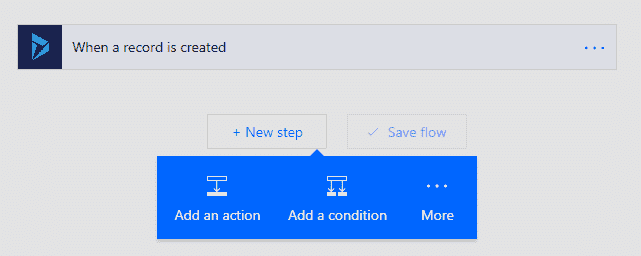 When a record is created
+ New step
Save flow
Add an action
Add a condition
More